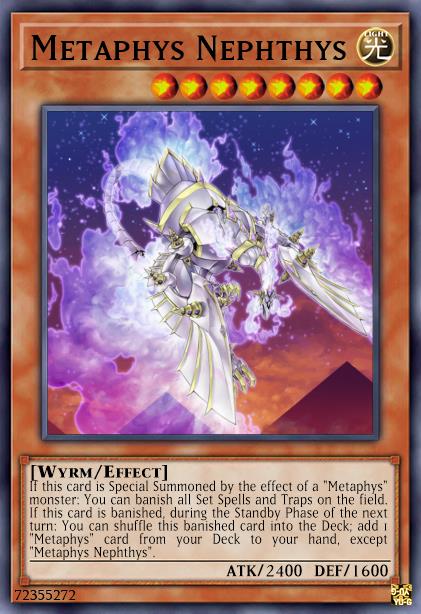 METAPHYS NEPHTHYS
LIGHT
光
[WYRM/EFFECT]
If this card is Special Summoned by the effect of a "Metaphys"
monster: You can banish all Set Spells and Traps on the field.
If this card is banished, during the Standby Phase of the next
turn: You can shuffle this banished card into the Deck; add 1
"Metaphys" card from your Deck to your hand, except
"Metaphys Nephthys".
ATK/2400 DEF/1600
72355272